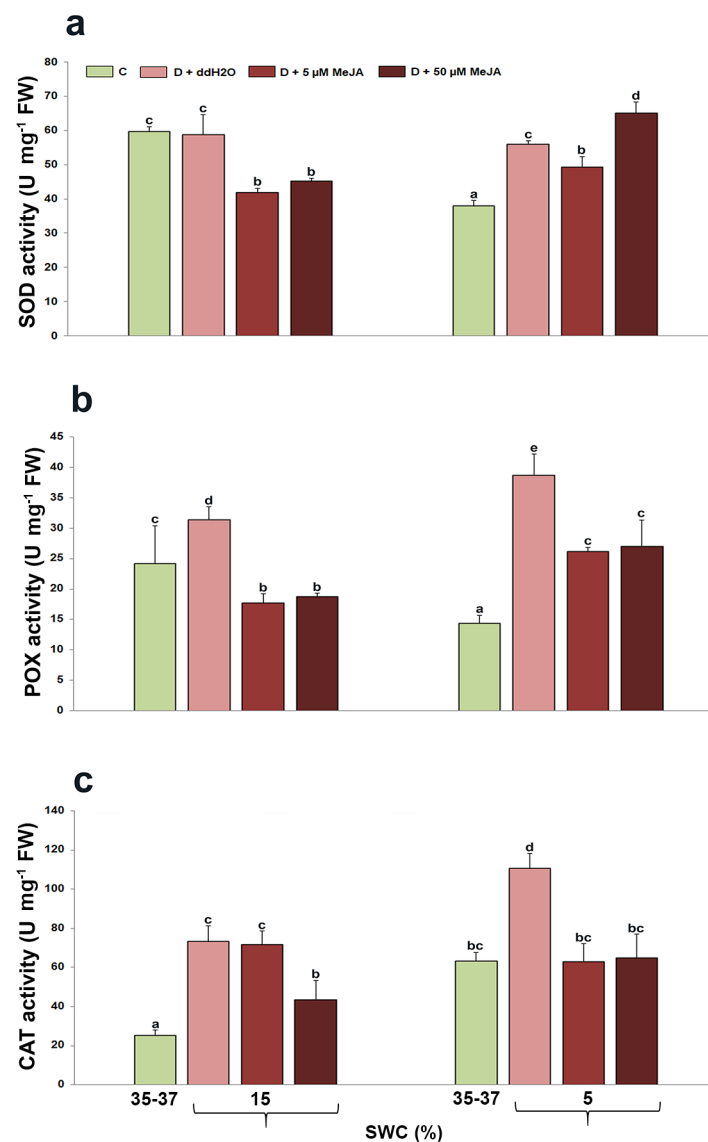 a
SOD activity (U mg-1 FW)
80
70
60
50
40
30
20
10
0
C D + ddH2O D + 5 µM MeJA D + 50 µM MeJA
c c b b a c b d
b
POX activity (U mg-1 FW)
45
40
35
30
25
20
15
10
5
0
c d b b a e c c
c
CAT activity (U mg-1 FW)
140
120
100
80
60
40
20
0
a c c b bc d bc bc
35-37 15 35-37 5
SWC (%)